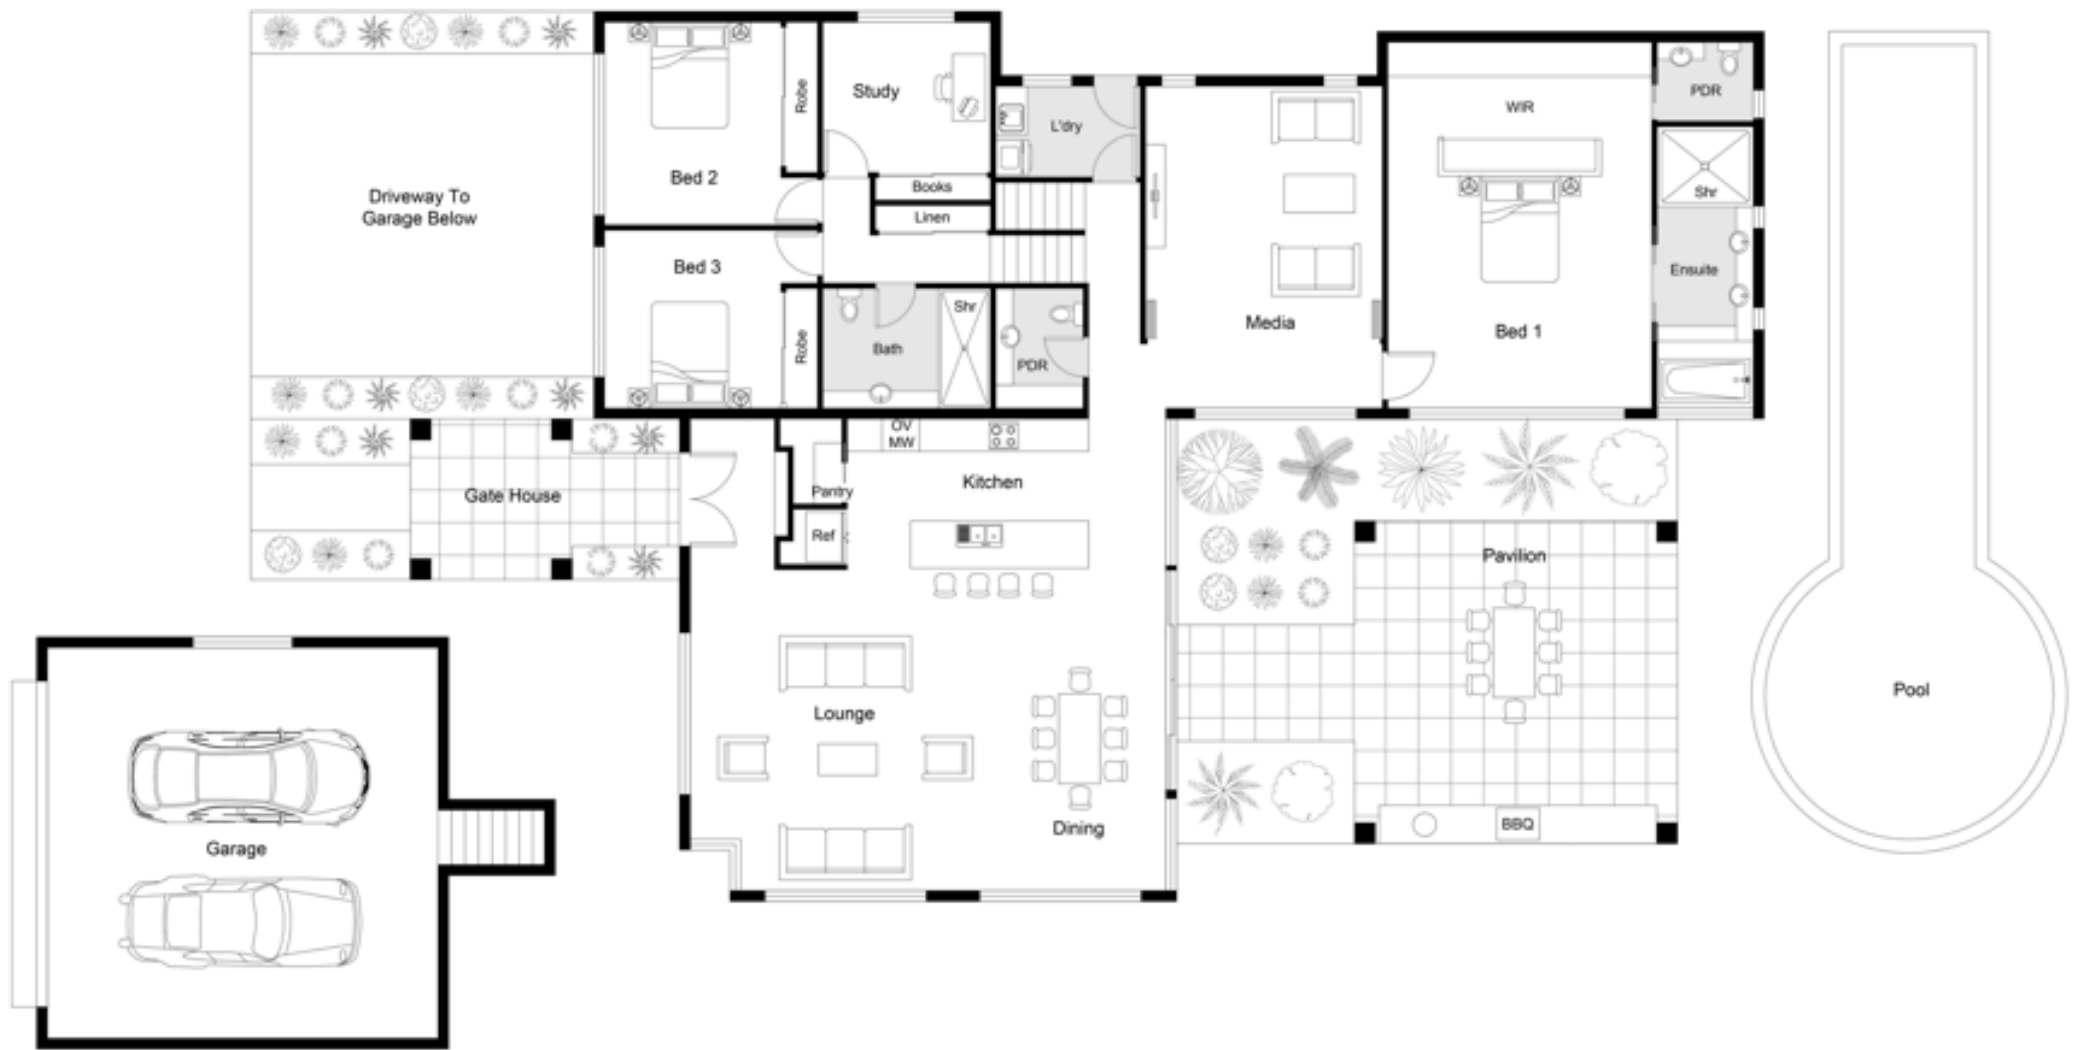 Study
Robe
PDR
WIR
L'dry
Bed 2
Books
Shr
Driveway To
Garage Below
Linen
Bed 3
Ensuite
Shr
Media
Bed 1
Robe
Bath
PDR
OV
MW
Kitchen
Pantry
Gate House
Ref
Pavilion
Lounge
Pool
Dining
BBQ
Garage